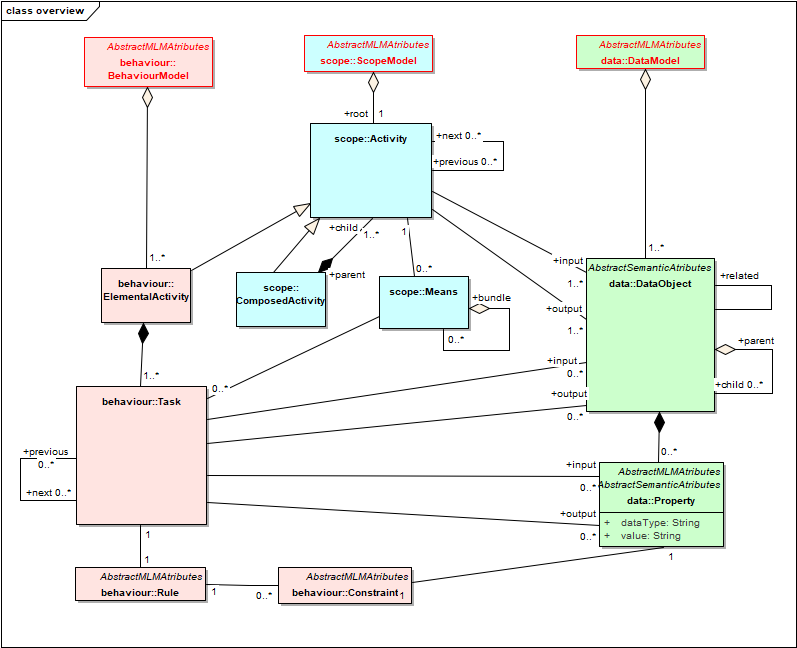 class overview
AbstractMLMAtributes
behaviour::
BehaviourModel
AbstractMLMAtributes
scope::ScopeModel
AbstractMLMAtributes
data::DataModel
+root 1
scope::Activity
+next 0..*
+previous 0..*
+child
1..*
1
+parent
0..*
1..*
behaviour::
ElementalActivity
scope::
ComposedActivity
scope::Means
+bundle
0..*
+input
1..*
+output
1..*
1..*
AbstractSemanticAtributes
data::DataObject
+related
+parent
+child 0..*
+input
0..*
+output
0..*
1..*
0..*
behaviour::Task
+previous
0..*
+next 0..*
0..*
+input
0..*
+output
0..*
AbstractMLMAtributes
AbstractSemanticAtributes
data::Property
+ dataType: String
+ value: String
1
1
AbstractMLMAtributes
behaviour::Rule
1
0..*
AbstractMLMAtributes
behaviour::Constraint
1
1